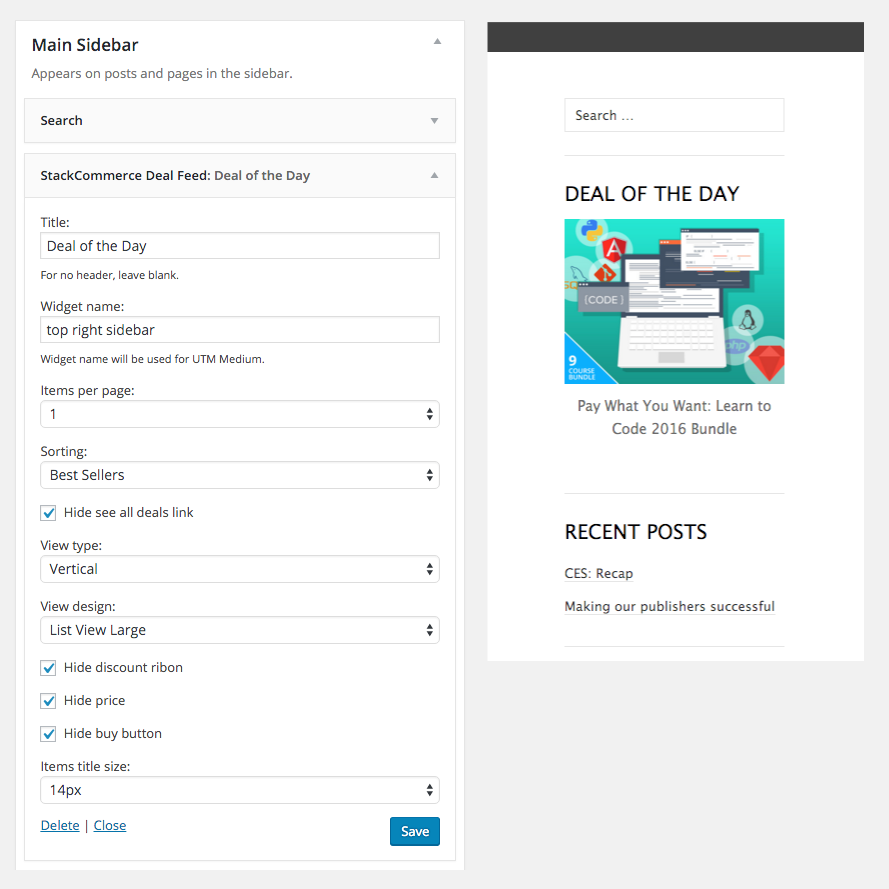 Main Sidebar
Appears on posts and pages in the sidebar.
Search
StackCommerce Deal Feed: Deal of the Day
Title:
Deal of the Day
For no header, leave blank.
Widget name:
top right sidebar
Widget name will be used for UTM Medium.
Items per page:
1
Sorting:
Best Sellers
Hide see all deals link
View type:
Vertical
View design:
List View Large
Hide discount ribon
Hide price
Hide buy button
Items title size:
14px
Delete | Close
Save
Search ...
DEAL OF THE DAY
{CODE}
php
9
COURSE
BUNDLE
Pay What You Want: Learn to
Code 2016 Bundle
RECENT POSTS
CES: Recap
Making our publishers successful